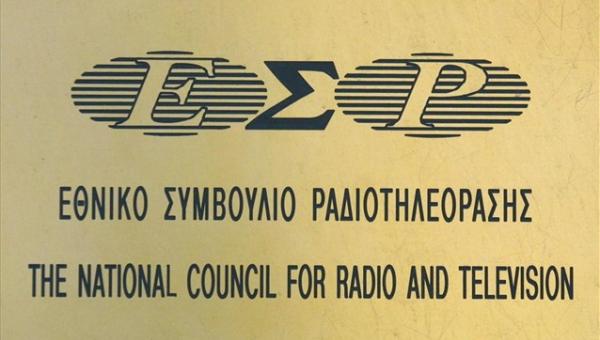 ΕΣΡ
ΕΘΝΙΚΟ ΣΥΜΒΟΥΛΙΟ ΡΑΔΙΟΤΗΛΕΟΡΑΣΗΣ
THE NATIONAL COUNCIL FOR RADIO AND TELEVISION